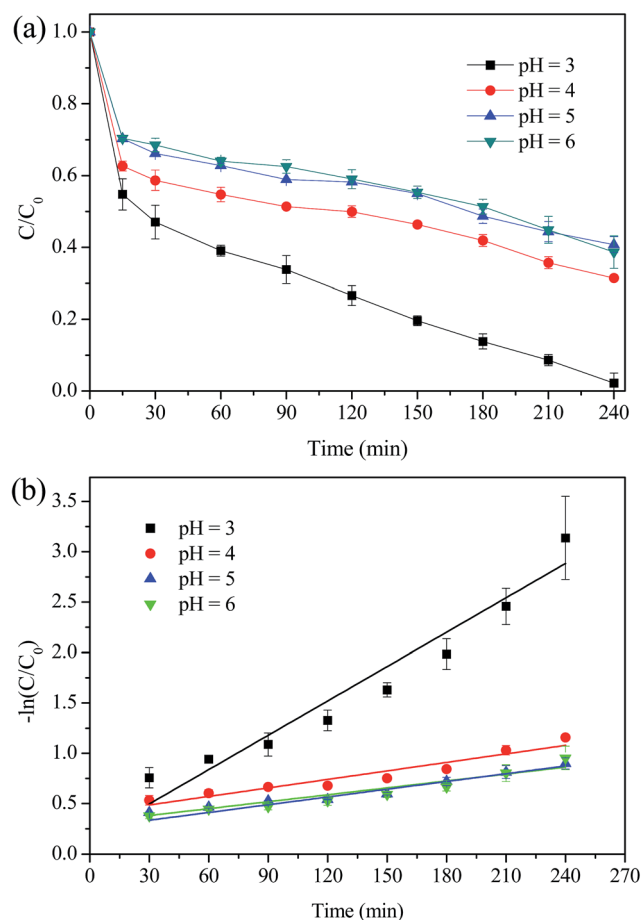 (a)
1.0
0.8
0.6
0.4
0.2
0.0
C/C₀
pH = 3
pH = 4
pH = 5
pH = 6
0 30 60 90 120 150 180 210 240
Time (min)
(b)
3.5
3.0
2.5
2.0
1.5
1.0
0.5
0.0
-ln(C/C₀)
pH = 3
pH = 4
pH = 5
pH = 6
0 30 60 90 120 150 180 210 240 270
Time (min)